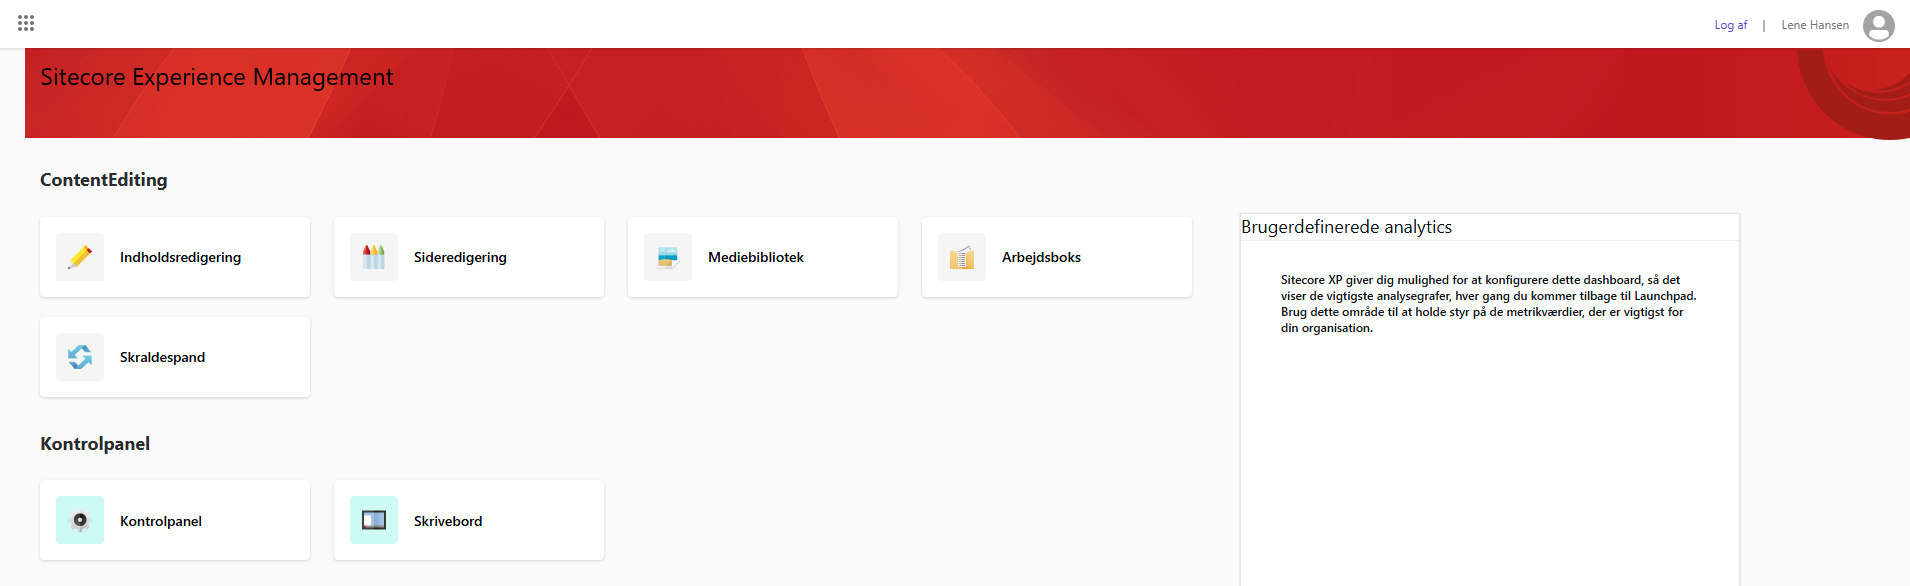 Log af | Lene Hansen
Sitecore Experience Management
ContentEditing
Indholdsredigering
Sideredigering
Mediebibliotek
Arbejdsboks
Skraldespand
Kontrolpanel
Kontrolpanel
Skrivebord
Brugerdefinerede analytics
Sitecore XP giver dig mulighed for at konfigurere dette dashboard, så det
viser de vigtigste analysegrafer, hver gang du kommer tilbage til Launchpad.
Brug dette område til at holde styr på de metrikværdier, der er vigtigst for
din organisation.